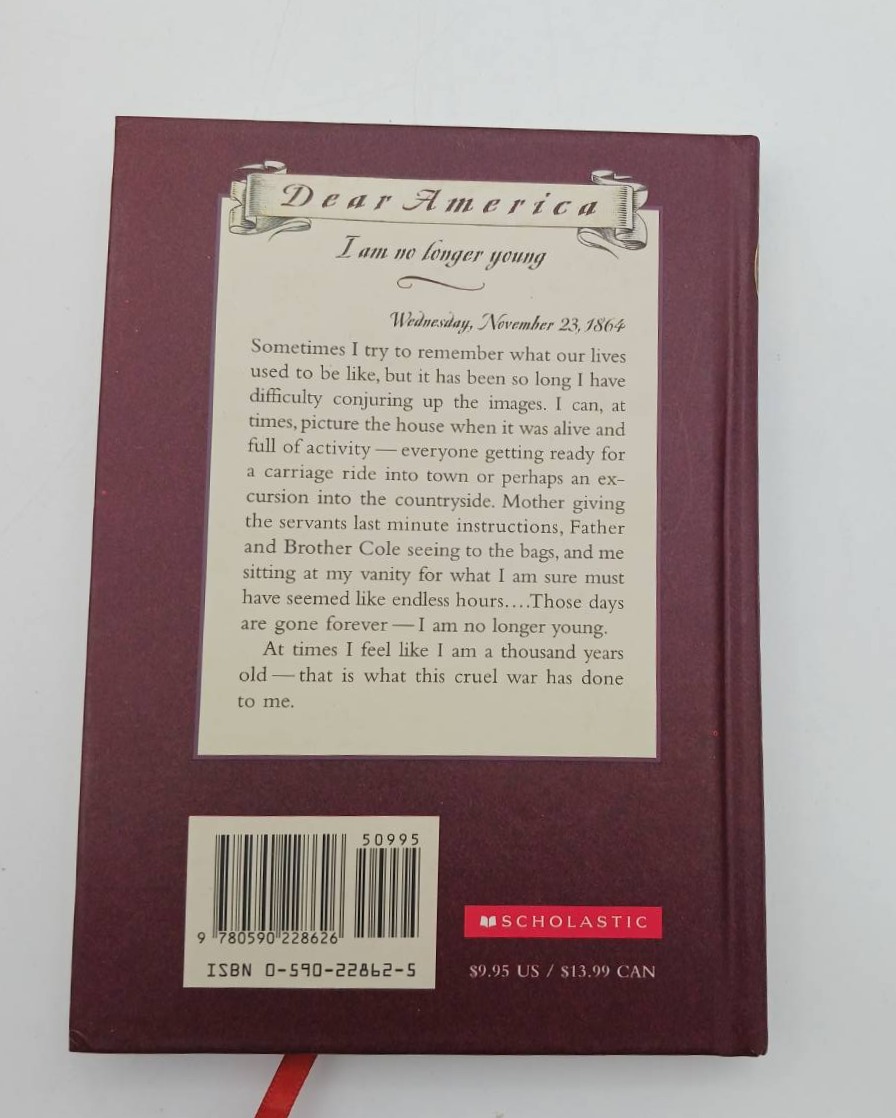 Dear America
I am no longer young
Wednesday, November 23, 1864
Sometimes I try to remember what our lives
used to be like, but it has been so long I have
difficulty conjuring up the images. I can, at
times, picture the house when it was alive and
full of activity — everyone getting ready for
a carriage ride into town or perhaps an ex-
cursion into the countryside. Mother giving
the servants last minute instructions, Father
and Brother Cole seeing to the bags, and me
sitting at my vanity for what I am sure must
have seemed like endless hours....Those days
are gone forever — I am no longer young.
At times I feel like I am a thousand years
old — that is what this cruel war has done
to me.
50995
9 780590 228626
ISBN 0-590-22862-5
SCHOLASTIC
$9.95 US / $13.99 CAN